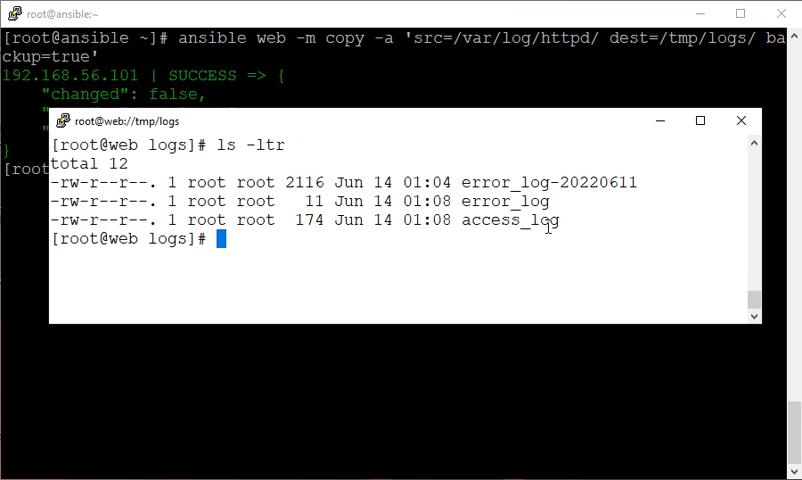 root@ansible:~
[root@ansible ~]# ansible web -m copy -a 'src=/var/log/httpd/ dest=/tmp/logs/ ba
ckup=true'
192.168.56.101 | SUCCESS => {
    "changed": false,
    "
    "
}
[root
root@web://tmp/logs
[root@web logs]# ls -ltr
total 12
-rw-r--r--. 1 root root 2116 Jun 14 01:04 error_log-20220611
-rw-r--r--. 1 root root   11 Jun 14 01:08 error_log
-rw-r--r--. 1 root root  174 Jun 14 01:08 access_log
[root@web logs]#